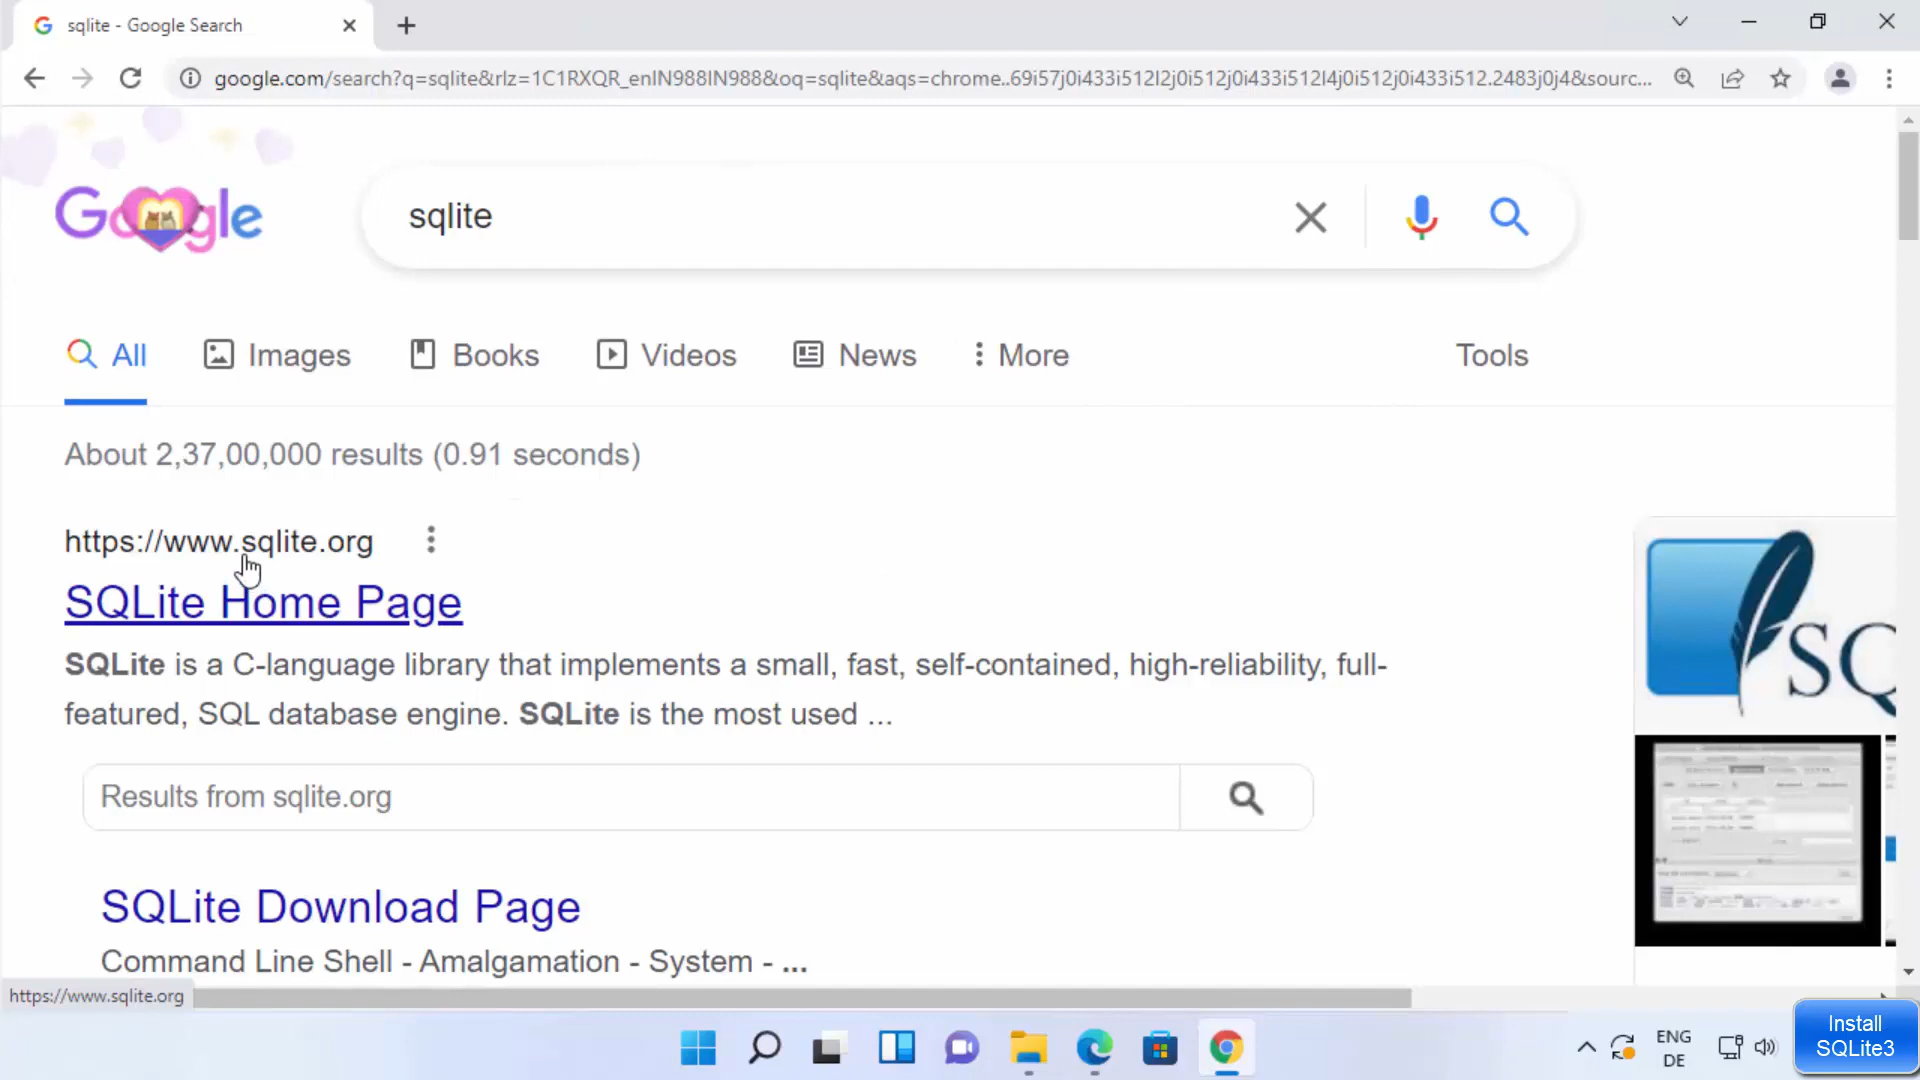 sqlite - Google Search
google.com/search?q=sqlite&rlz=1C1RXQR_enIN988IN988&oq=sqlite&aqs=chrome..69i57j0i433i512l2j0i512j0i433i512l4j0i512j0i433i512.2483j0j4&sourc...
Google
sqlite
All Images Books Videos News More Tools
About 2,37,00,000 results (0.91 seconds)
https://www.sqlite.org
SQLite Home Page
SQLite is a C-language library that implements a small, fast, self-contained, high-reliability, full-
featured, SQL database engine. SQLite is the most used ...
SQ
Results from sqlite.org
SQLite Download Page
Command Line Shell - Amalgamation - System - ...
https://www.sqlite.org
ENG
DE
Install
SQLite3